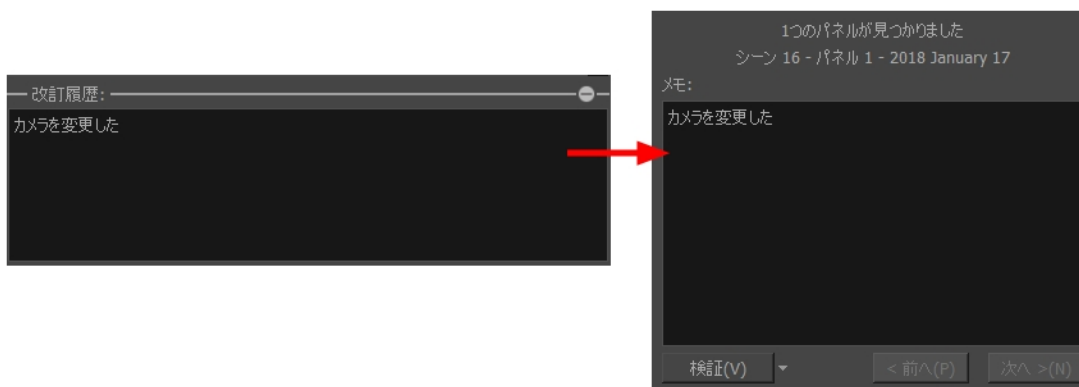 改訂履歴:
カメラを変更した
1つのパネルが見つかりました
シーン 16 - パネル 1 - 2018 January 17
メモ:
カメラを変更した
検証(V)
< 前へ(P)
次へ >(N)